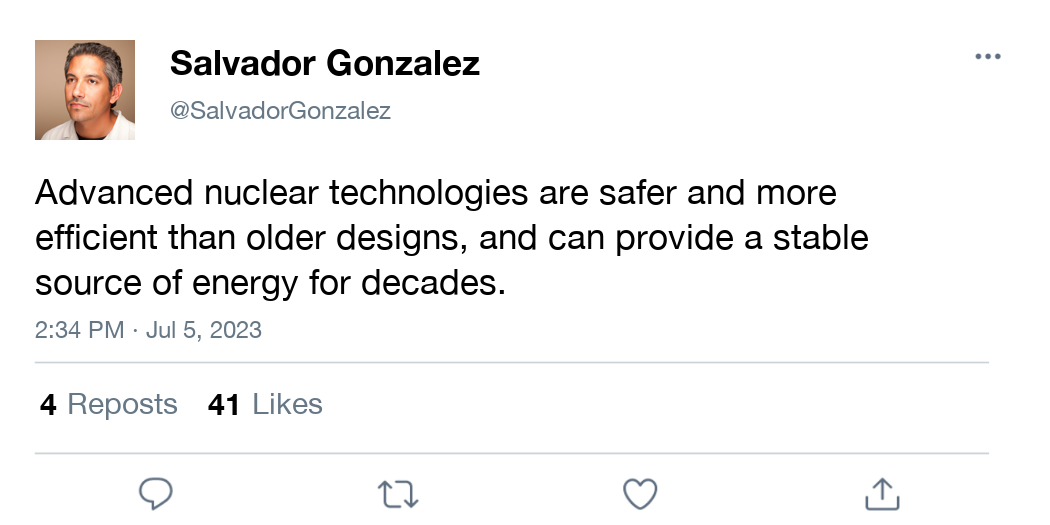 Salvador Gonzalez
@SalvadorGonzalez
Advanced nuclear technologies are safer and more
efficient than older designs, and can provide a stable
source of energy for decades.
2:34 PM · Jul 5, 2023
4 Reposts 41 Likes